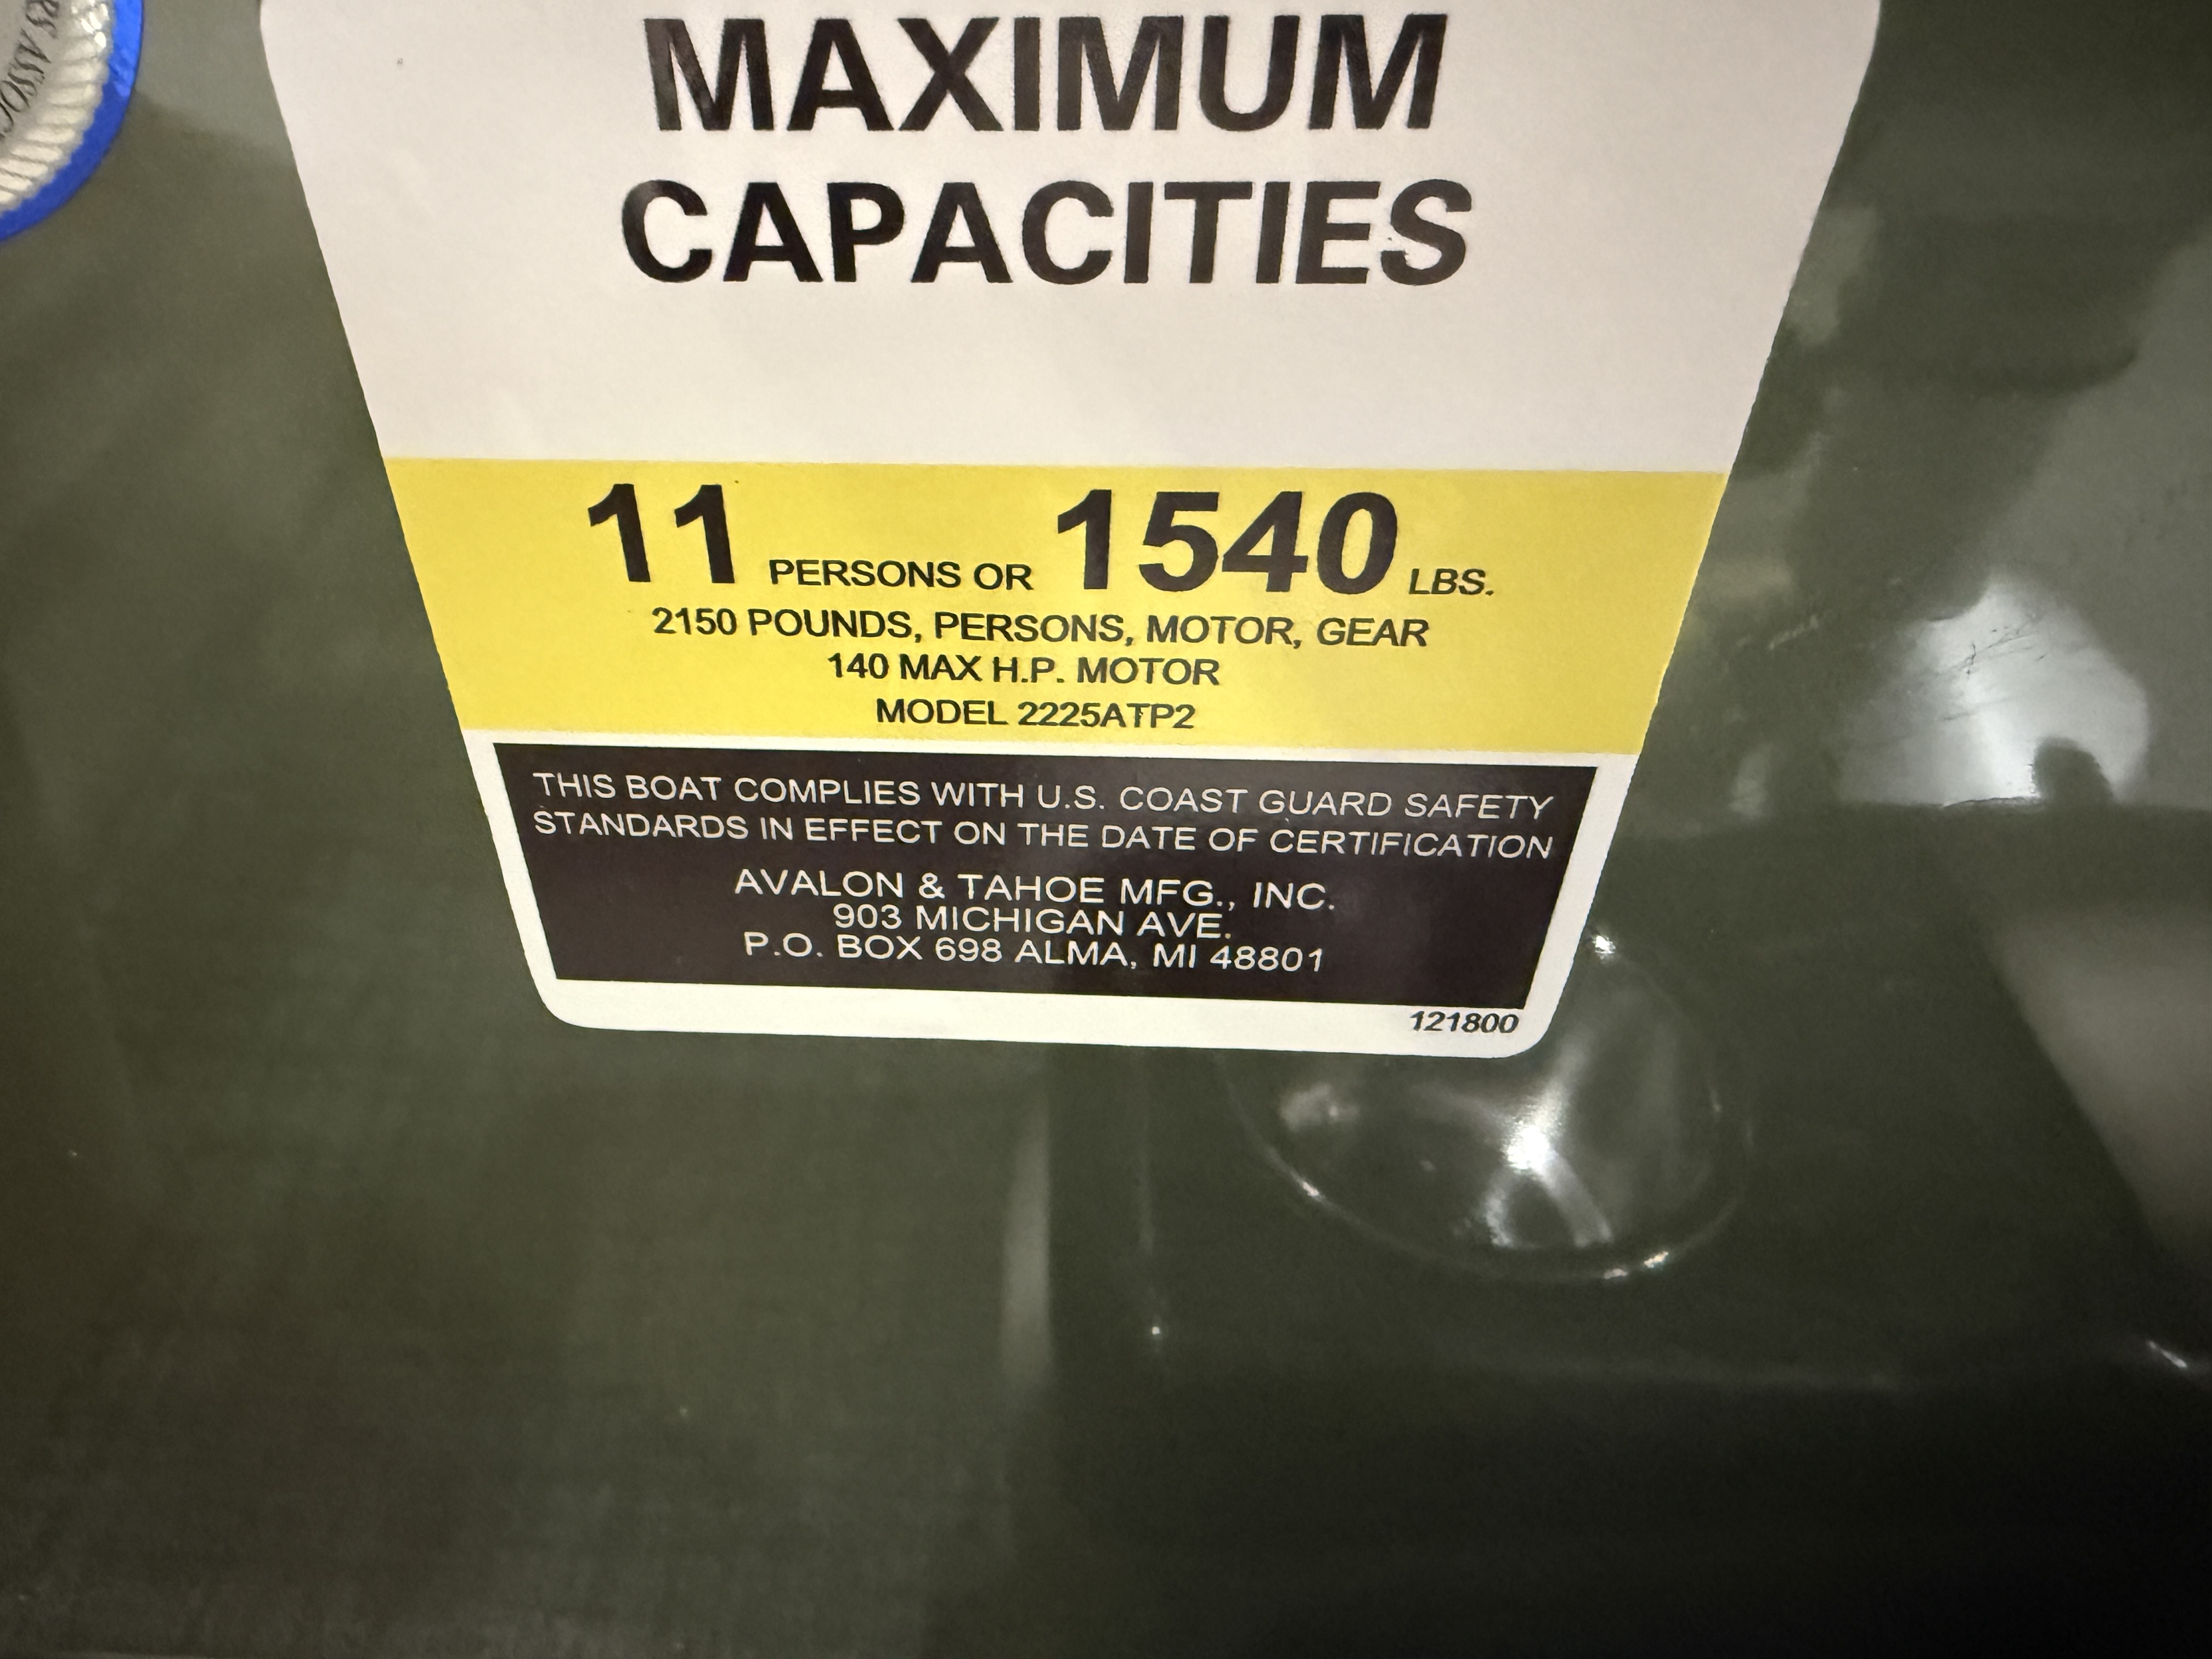 MAXIMUM
CAPACITIES
11 PERSONS OR 1540 LBS.
2150 POUNDS, PERSONS, MOTOR, GEAR
140 MAX H.P. MOTOR
MODEL 2225ATP2
THIS BOAT COMPLIES WITH U.S. COAST GUARD SAFETY
STANDARDS IN EFFECT ON THE DATE OF CERTIFICATION
AVALON & TAHOE MFG., INC.
903 MICHIGAN AVE.
P.O. BOX 698 ALMA, MI 48801
121800